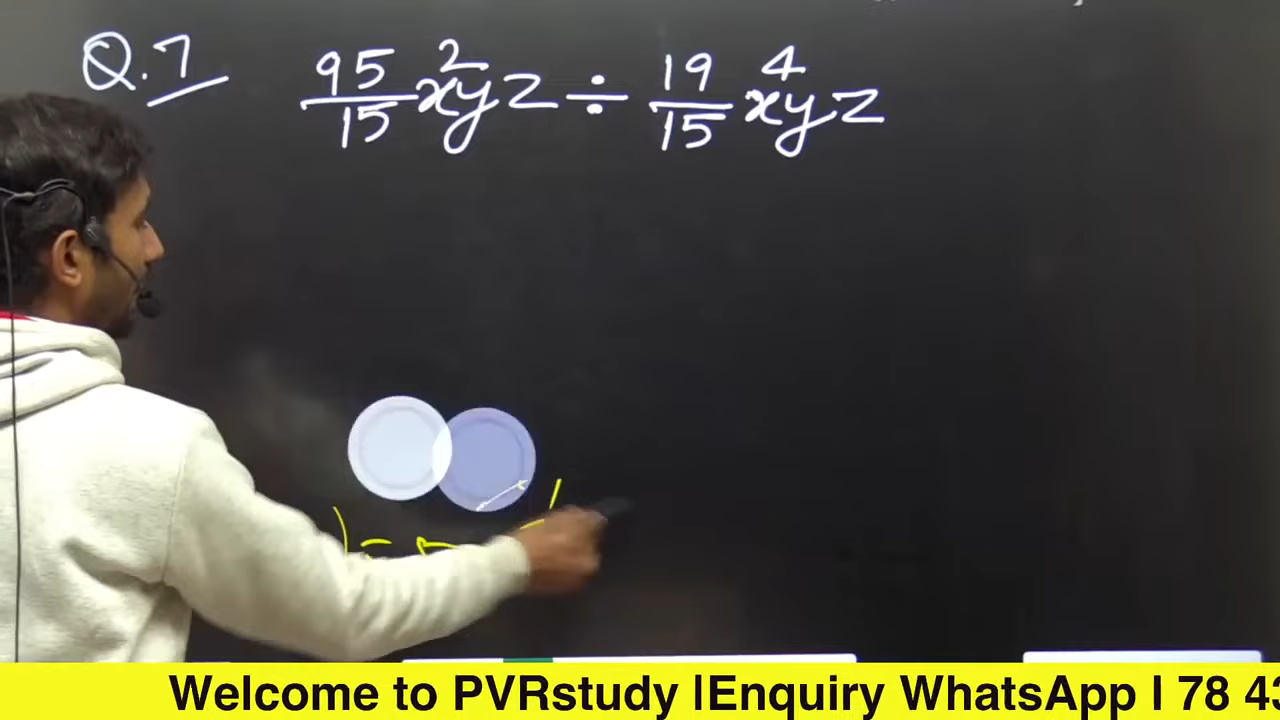 Q.7 95/15 x²yz ÷ 19/15 x⁴yz
Welcome to PVRstudy |Enquiry WhatsApp | 78 43